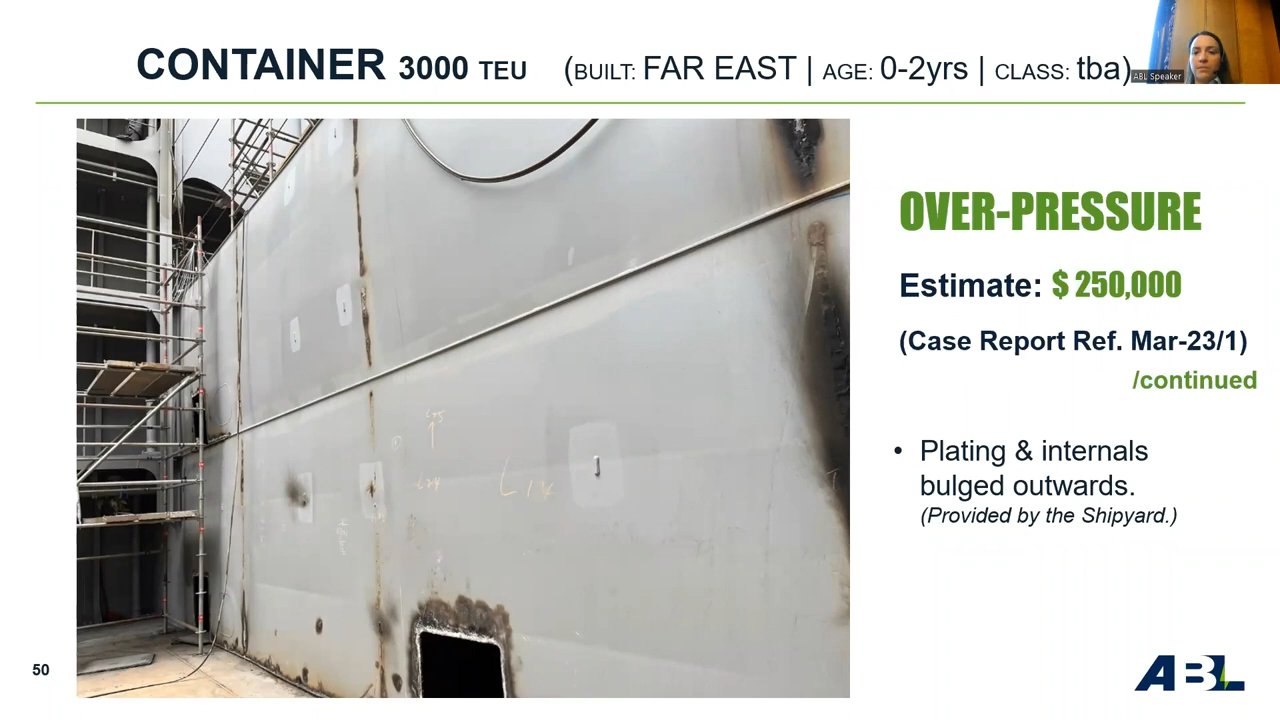 CONTAINER 3000 TEU (BUILT: FAR EAST | AGE: 0-2yrs | CLASS: tba)
ABL Speaker
OVER-PRESSURE
Estimate: $ 250,000
(Case Report Ref. Mar-23/1)
/continued
• Plating & internals
bulged outwards.
(Provided by the Shipyard.)
50
ABL